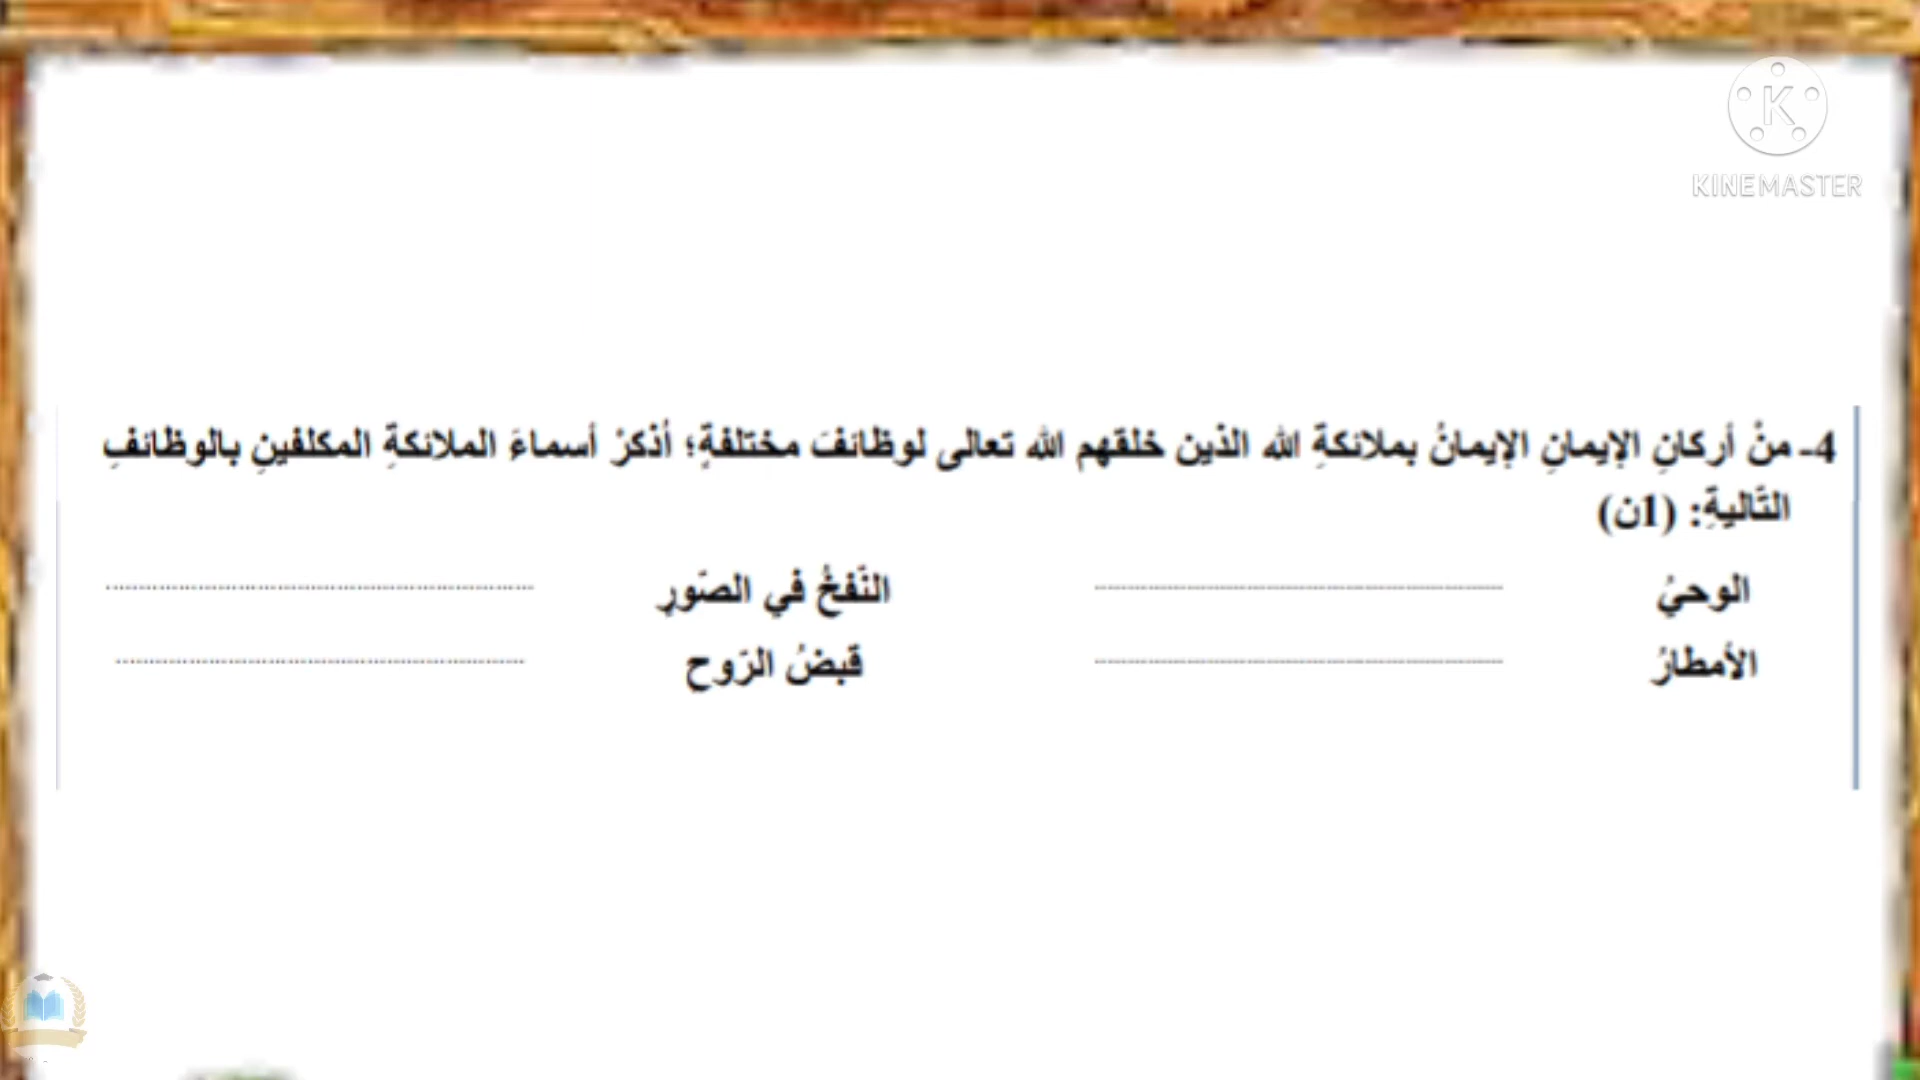 KINEMASTER
4- منْ أركانِ الإيمانِ الإيمانُ بملائكةِ الله الذين خلقهم الله تعالى لوظائفَ مختلفةٍ؛ أذكرْ أسماءَ الملائكةِ المكلفينِ بالوظائفِ
التّاليةِ: (1ن)
الوحيُ ........................ النّفخُ في الصّورِ ........................
الأمطارُ ........................ قبضُ الرّوح ........................